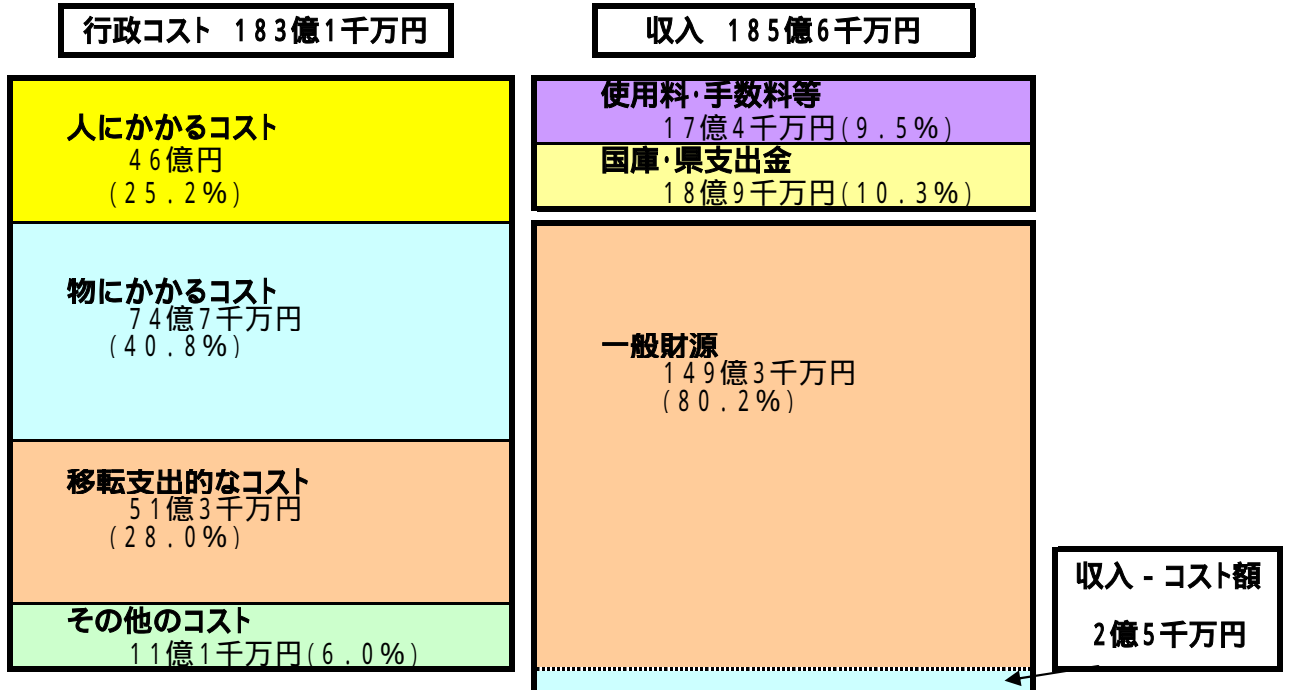 行政コスト 183億1千万円
収入 185億6千万円
人にかかるコスト
46億円
(25.2%)
物にかかるコスト
74億7千万円
(40.8%)
移転支出的なコスト
51億3千万円
(28.0%)
その他のコスト
11億1千万円(6.0%)
使用料・手数料等
17億4千万円(9.5%)
国庫・県支出金
18億9千万円(10.3%)
一般財源
149億3千万円
(80.2%)
収入-コスト額
2億5千万円